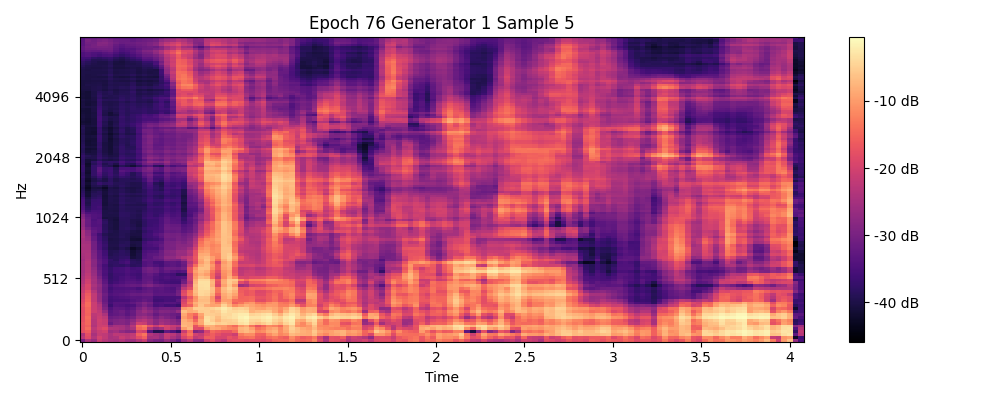 Epoch 76 Generator 1 Sample 5
Hz
4096
2048
1024
512
0
0 0.5 1 1.5 2 2.5 3 3.5 4
Time
-10 dB
-20 dB
-30 dB
-40 dB